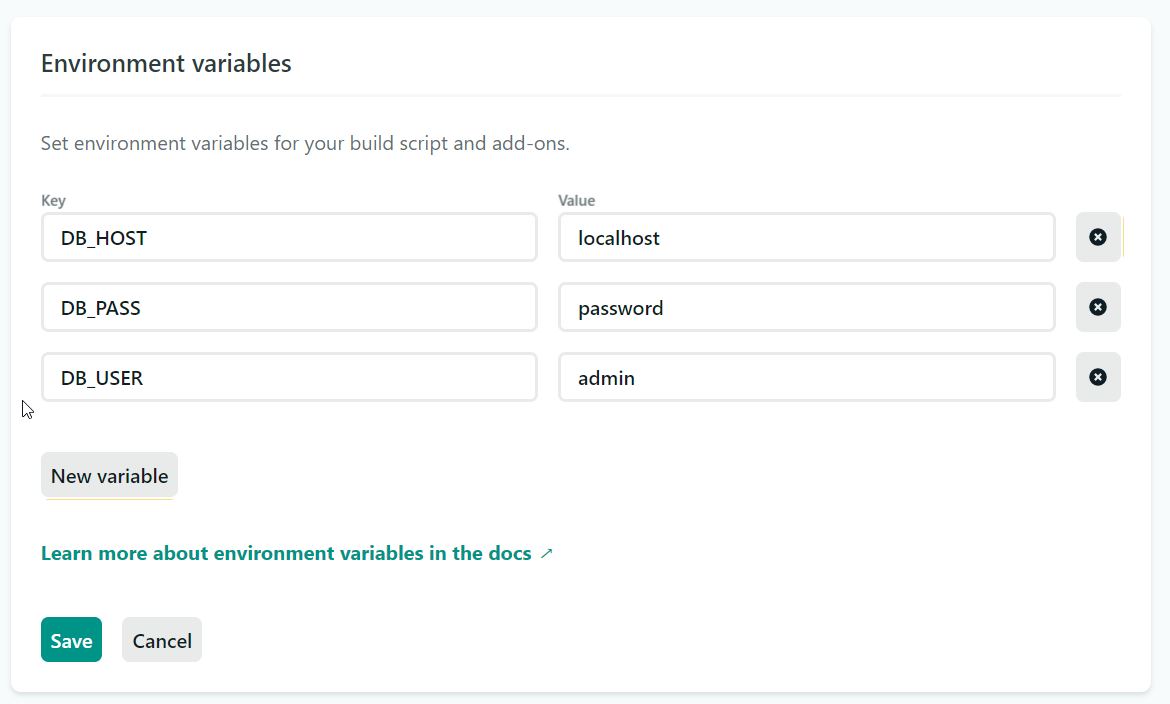 Environment variables
Set environment variables for your build script and add-ons.
Key Value
DB_HOST localhost
DB_PASS password
DB_USER admin
New variable
Learn more about environment variables in the docs ↗
Save Cancel